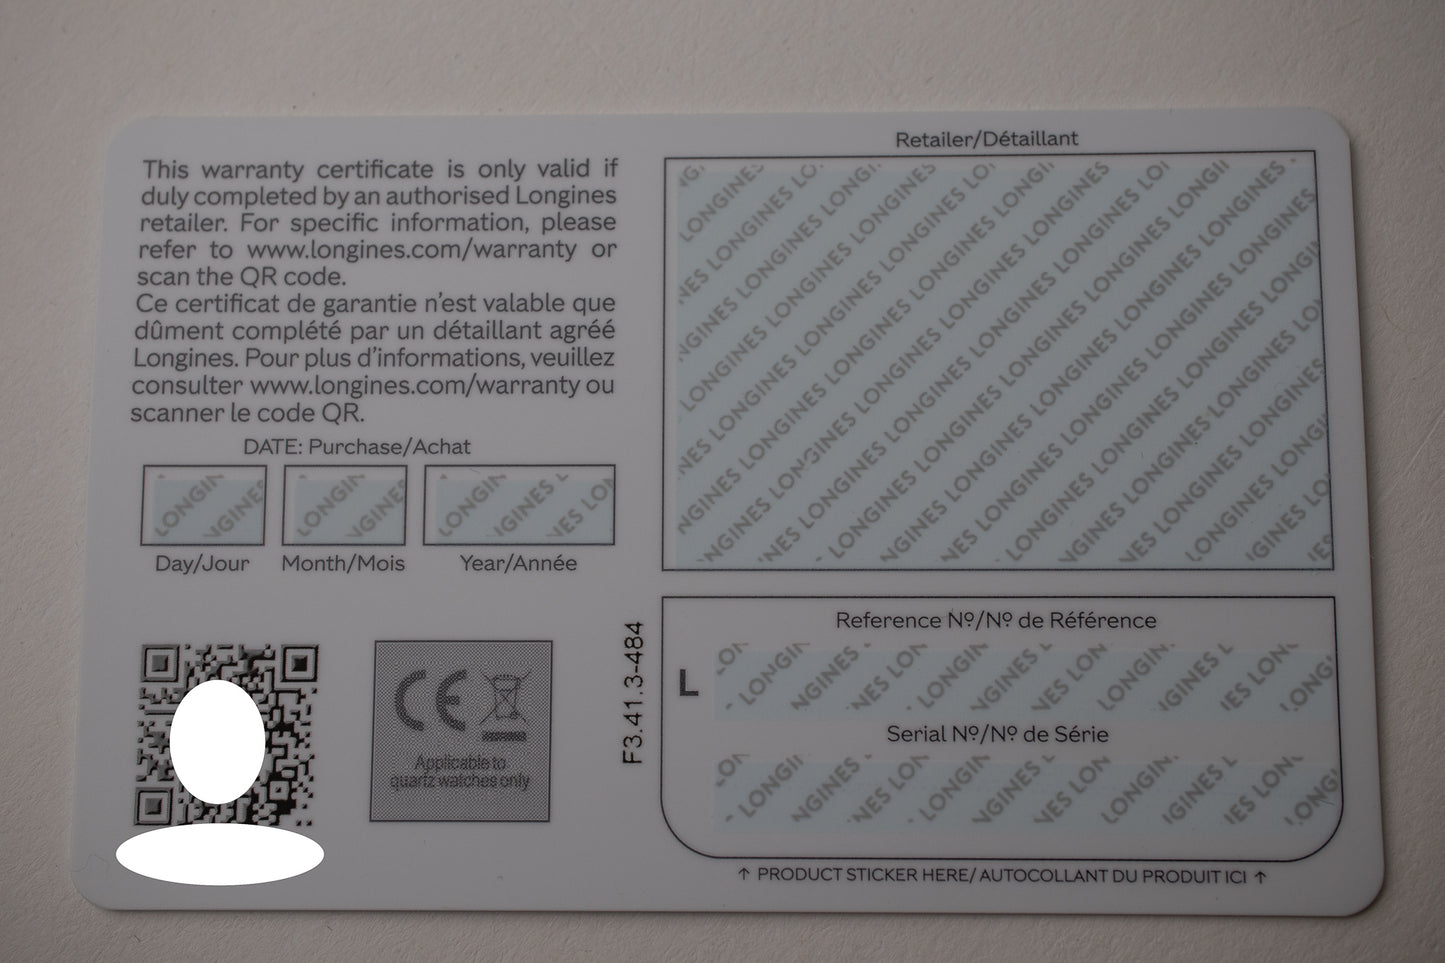 This warranty certificate is only valid if
duly completed by an authorised Longines
retailer. For specific information, please
refer to www.longines.com/warranty or
scan the QR code.
Ce certificat de garantie n'est valable que
dûment complété par un détaillant agréé
Longines. Pour plus d'informations, veuillez
consulter www.longines.com/warranty ou
scanner le code QR.
DATE: Purchase/Achat
Day/Jour
Month/Mois
Year/Année
CE
Applicable to
quartz watches only
F3.41.3-484
Retailer/Détaillant
LONGINES LONGINES LONGINES
Reference Nº/Nº de Référence
L
Serial Nº/Nº de Série
↑ PRODUCT STICKER HERE/ AUTOCOLLANT DU PRODUIT ICI ↑